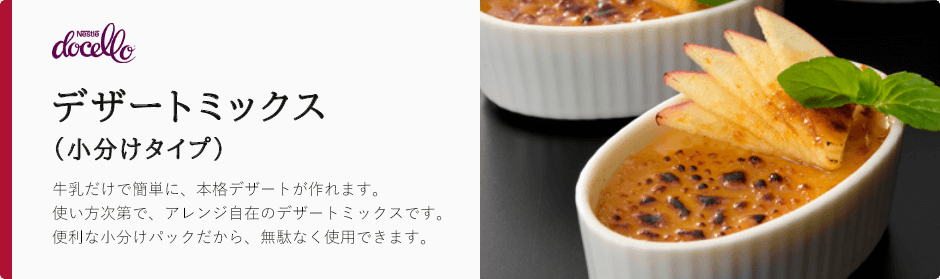 Nestlé
docello
デザートミックス
（小分けタイプ）
牛乳だけで簡単に、本格デザートが作れます。
使い方次第で、アレンジ自在のデザートミックスです。
便利な小分けパックだから、無駄なく使用できます。